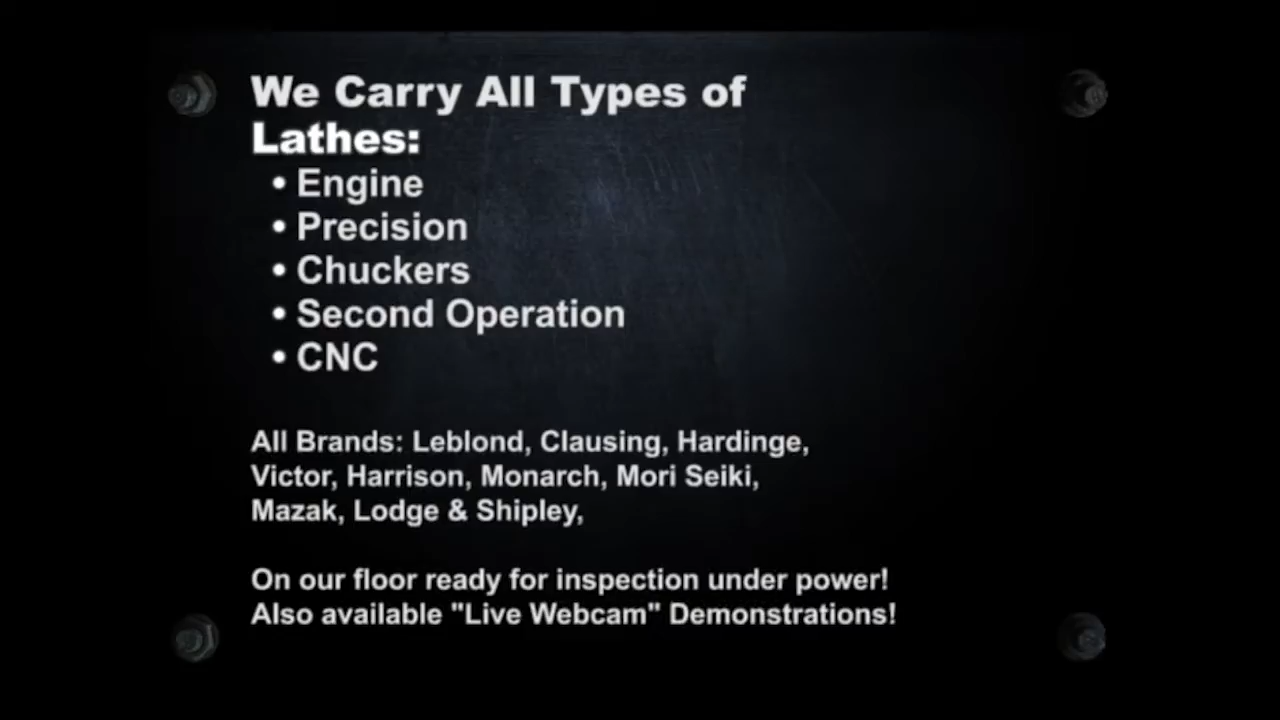 We Carry All Types of
Lathes:
• Engine
• Precision
• Chuckers
• Second Operation
• CNC
All Brands: Leblond, Clausing, Hardinge,
Victor, Harrison, Monarch, Mori Seiki,
Mazak, Lodge & Shipley,
On our floor ready for inspection under power!
Also available "Live Webcam" Demonstrations!